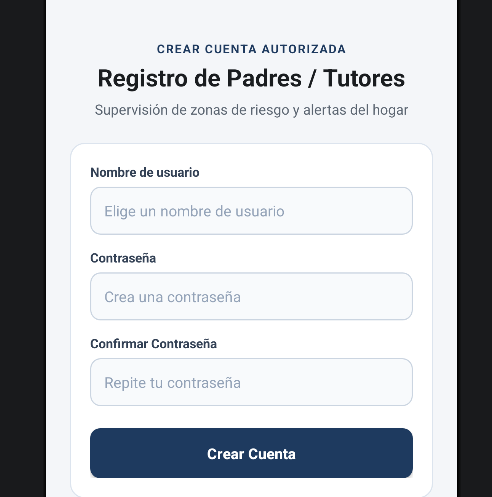 CREAR CUENTA AUTORIZADA
Registro de Padres / Tutores
Supervisión de zonas de riesgo y alertas del hogar
Nombre de usuario
Elige un nombre de usuario
Contraseña
Crea una contraseña
Confirmar Contraseña
Repite tu contraseña
Crear Cuenta